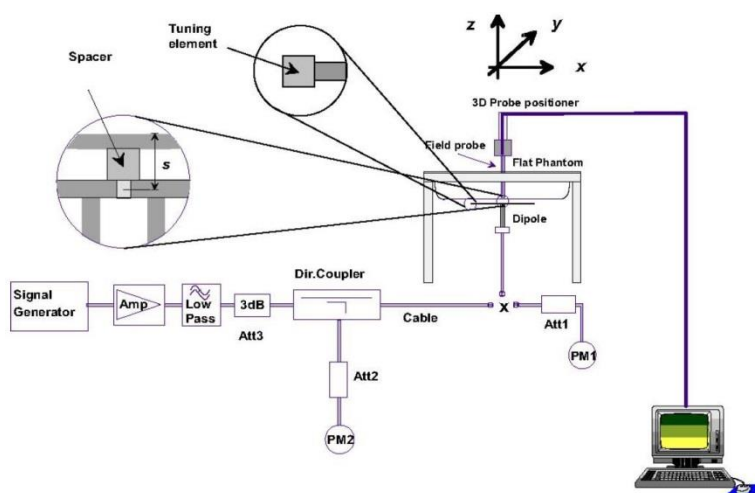 Tuning
element
Spacer
s
z
y
x
3D Probe positioner
Field probe
Flat Phantom
Dipole
Signal
Generator
Amp
Low
Pass
3dB
Att3
Dir.Coupler
Cable
x
Att1
PM1
Att2
PM2